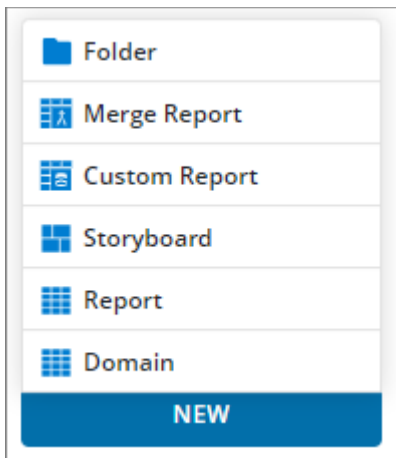 Folder
Merge Report
Custom Report
Storyboard
Report
Domain
NEW